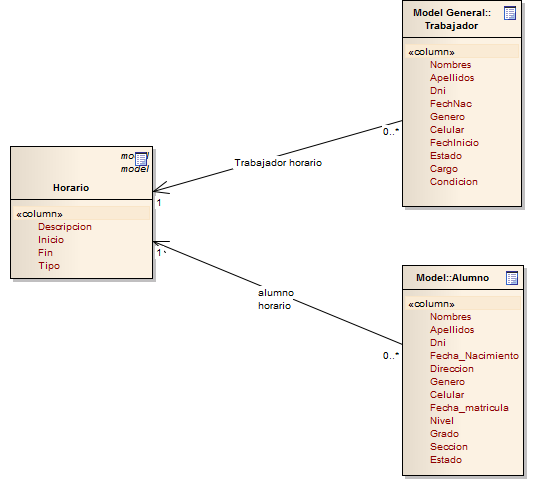 Model General::
Trabajador
«column»
Nombres
Apellidos
Dni
FechNac
Genero
Celular
FechInicio
Estado
Cargo
Condicion
0..*
Trabajador horario
1
model
Horario
«column»
Descripcion
Inicio
Fin
Tipo
1
alumno
horario
0..*
Model::Alumno
«column»
Nombres
Apellidos
Dni
Fecha_Nacimiento
Direccion
Genero
Celular
Fecha_matricula
Nivel
Grado
Seccion
Estado